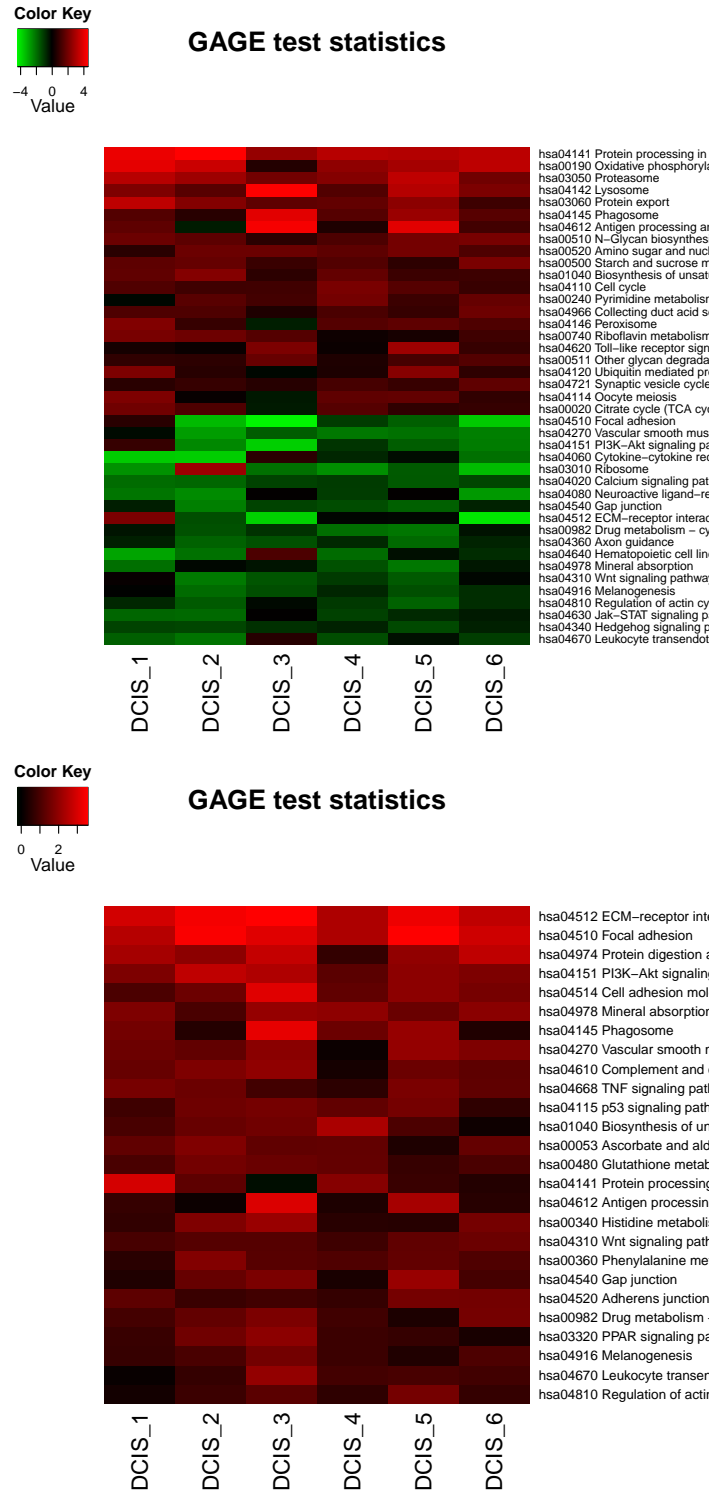 Color Key
GAGE test statistics
−4 0 4
Value
hsa04141 Protein processing in
hsa00190 Oxidative phosphoryla
hsa03050 Proteasome
hsa04142 Lysosome
hsa03060 Protein export
hsa04145 Phagosome
hsa04612 Antigen processing an
hsa00510 N−Glycan biosynthesi
hsa00520 Amino sugar and nucl
hsa00500 Starch and sucrose m
hsa01040 Biosynthesis of unsatu
hsa04110 Cell cycle
hsa00240 Pyrimidine metabolism
hsa04966 Collecting duct acid se
hsa04146 Peroxisome
hsa00740 Riboflavin metabolism
hsa04620 Toll−like receptor sign
hsa00511 Other glycan degrada
hsa04120 Ubiquitin mediated pro
hsa04721 Synaptic vesicle cycle
hsa04114 Oocyte meiosis
hsa00020 Citrate cycle (TCA cyc
hsa04510 Focal adhesion
hsa04270 Vascular smooth musc
hsa04151 PI3K−Akt signaling pa
hsa04060 Cytokine−cytokine rec
hsa03010 Ribosome
hsa04020 Calcium signaling path
hsa04080 Neuroactive ligand−re
hsa04540 Gap junction
hsa04512 ECM−receptor interac
hsa00982 Drug metabolism − cy
hsa04360 Axon guidance
hsa04640 Hematopoietic cell line
hsa04978 Mineral absorption
hsa04310 Wnt signaling pathway
hsa04916 Melanogenesis
hsa04810 Regulation of actin cy
hsa04630 Jak−STAT signaling pa
hsa04340 Hedgehog signaling p
hsa04670 Leukocyte transendot
DCIS_1 DCIS_2 DCIS_3 DCIS_4 DCIS_5 DCIS_6
Color Key
GAGE test statistics
0 2
Value
hsa04512 ECM−receptor inte
hsa04510 Focal adhesion
hsa04974 Protein digestion a
hsa04151 PI3K−Akt signaling
hsa04514 Cell adhesion mol
hsa04978 Mineral absorption
hsa04145 Phagosome
hsa04270 Vascular smooth m
hsa04610 Complement and c
hsa04668 TNF signaling path
hsa04115 p53 signaling path
hsa01040 Biosynthesis of un
hsa00053 Ascorbate and ald
hsa00480 Glutathione metab
hsa04141 Protein processing
hsa04612 Antigen processin
hsa00340 Histidine metabolis
hsa04310 Wnt signaling path
hsa00360 Phenylalanine me
hsa04540 Gap junction
hsa04520 Adherens junction
hsa00982 Drug metabolism −
hsa03320 PPAR signaling pa
hsa04916 Melanogenesis
hsa04670 Leukocyte transen
hsa04810 Regulation of actin
DCIS_1 DCIS_2 DCIS_3 DCIS_4 DCIS_5 DCIS_6